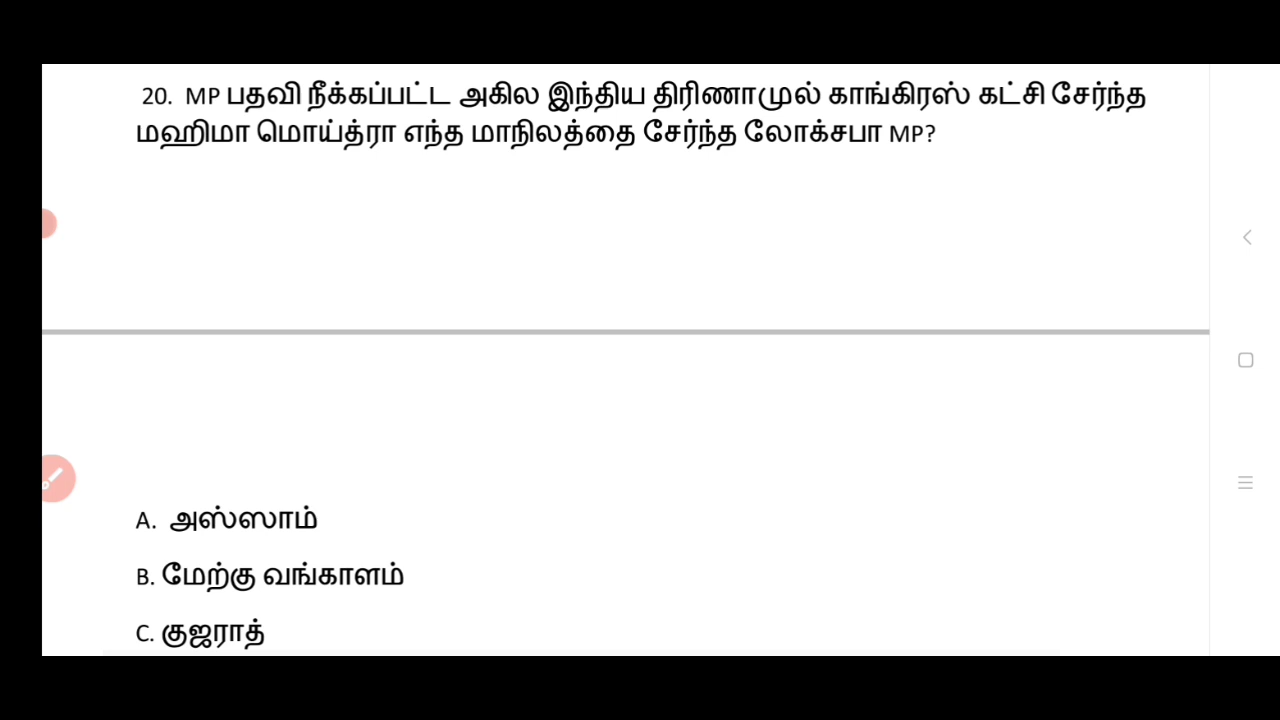 20. MP பதவி நீக்கப்பட்ட அகில இந்திய திரிணாமுல் காங்கிரஸ் கட்சி சேர்ந்த
மஹிமா மொய்த்ரா எந்த மாநிலத்தை சேர்ந்த லோக்சபா MP?
A. அஸ்ஸாம்
B. மேற்கு வங்காளம்
C. குஜராத்